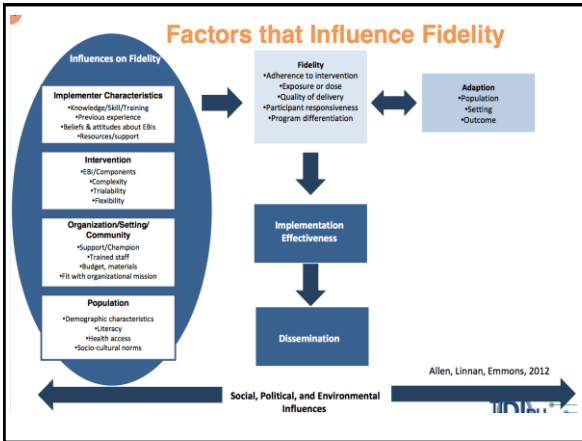 Factors that Influence Fidelity
Influences on Fidelity
Implementer Characteristics
•Knowledge/Skill/Training
•Previous experience
•Beliefs & attitudes about EBIs
•Resources/support
Intervention
•EBI/Components
•Complexity
•Trialability
•Flexibility
Organization/Setting/
Community
•Support/Champion
•Trained staff
•Budget, materials
•Fit with organizational mission
Population
•Demographic characteristics
•Literacy
•Health access
•Socio-cultural norms
Fidelity
•Adherence to intervention
•Exposure or dose
•Quality of delivery
•Participant responsiveness
•Program differentiation
Adaption
•Population
•Setting
•Outcome
Implementation
Effectiveness
Dissemination
Allen, Linnan, Emmons, 2012
Social, Political, and Environmental
Influences